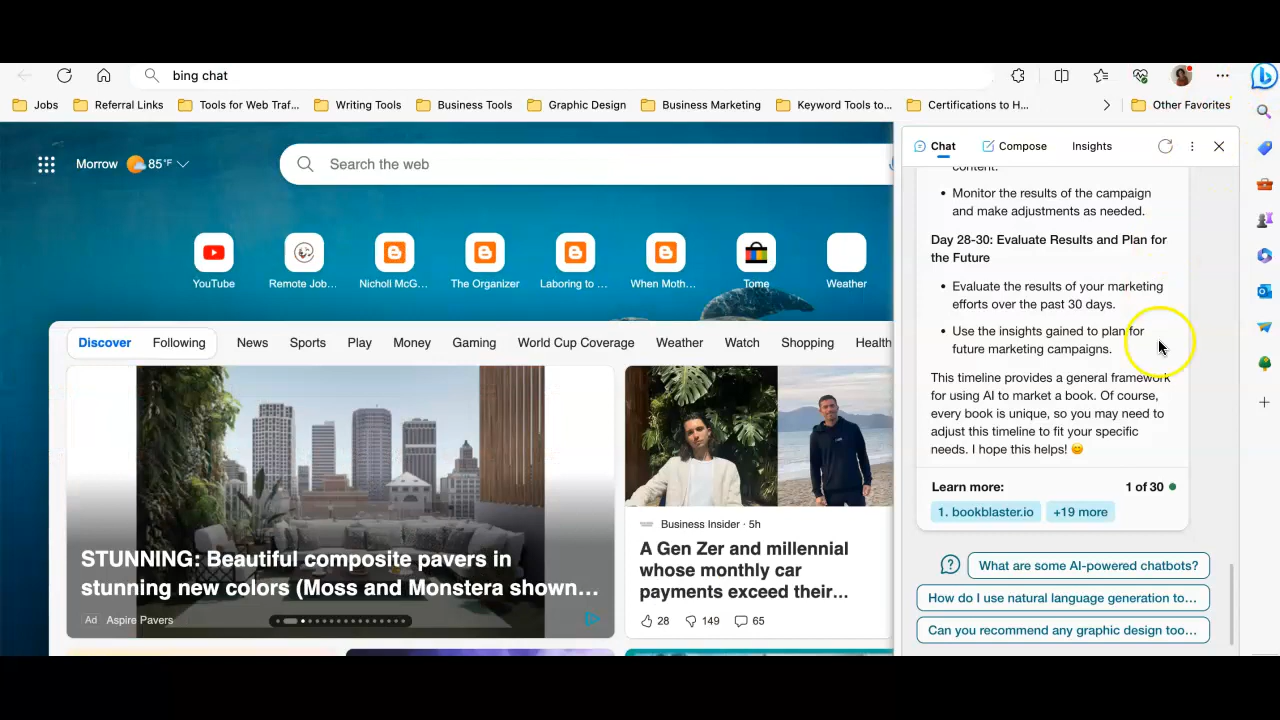 bing chat
Jobs
Referral Links
Tools for Web Traf...
Writing Tools
Business Tools
Graphic Design
Business Marketing
Keyword Tools to...
Certifications to H...
Other Favorites
Morrow 85 °F
Search the web
YouTube
Remote Job...
Nicholl McG...
The Organizer
Laboring to ...
When Moth...
Tome
Weather
Discover
Following
News
Sports
Play
Money
Gaming
World Cup Coverage
Weather
Watch
Shopping
Health
STUNNING: Beautiful composite pavers in
stunning new colors (Moss and Monstera shown...
Ad Aspire Pavers
Business Insider · 5h
A Gen Zer and millennial
whose monthly car
payments exceed their...
28
149
65
Chat
Compose
Insights
content.
• Monitor the results of the campaign
and make adjustments as needed.
Day 28-30: Evaluate Results and Plan for
the Future
• Evaluate the results of your marketing
efforts over the past 30 days.
• Use the insights gained to plan for
future marketing campaigns.
This timeline provides a general framework
for using AI to market a book. Of course,
every book is unique, so you may need to
adjust this timeline to fit your specific
needs. I hope this helps! 😊
Learn more:
1 of 30
1. bookblaster.io
+19 more
What are some AI-powered chatbots?
How do I use natural language generation to...
Can you recommend any graphic design too...